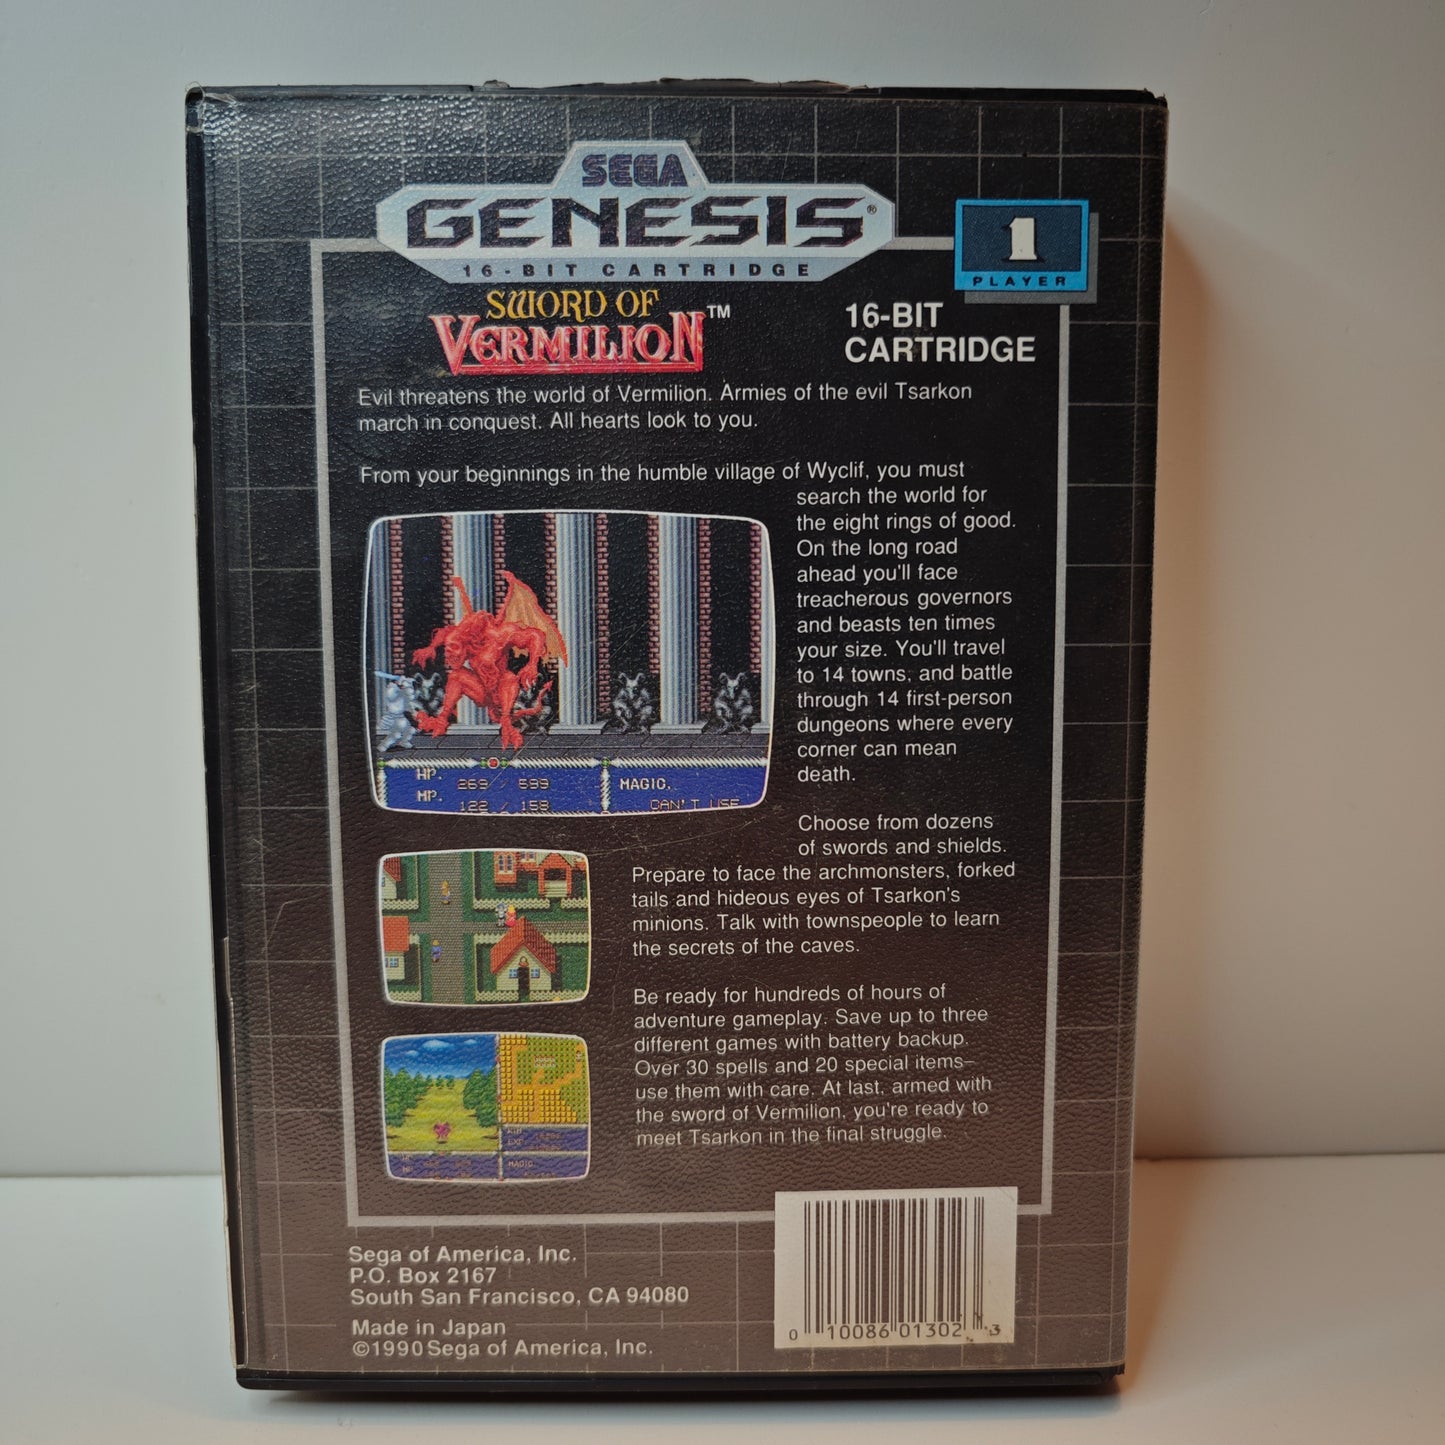 SEGA
GENESIS®
16-BIT CARTRIDGE
1
PLAYER
SWORD OF
VERMILION™
16-BIT
CARTRIDGE
Evil threatens the world of Vermilion. Armies of the evil Tsarkon
march in conquest. All hearts look to you.
From your beginnings in the humble village of Wyclif, you must
search the world for
the eight rings of good.
On the long road
ahead you'll face
treacherous governors
and beasts ten times
your size. You'll travel
to 14 towns, and battle
through 14 first-person
dungeons where every
corner can mean
death.
HP. 269 / 699
MP. 122 / 158
MAGIC.
CAN'T USE
Choose from dozens
of swords and shields.
Prepare to face the archmonsters, forked
tails and hideous eyes of Tsarkon's
minions. Talk with townspeople to learn
the secrets of the caves.
Be ready for hundreds of hours of
adventure gameplay. Save up to three
different games with battery backup.
Over 30 spells and 20 special items–
use them with care. At last, armed with
the sword of Vermilion, you're ready to
meet Tsarkon in the final struggle.
MAGIC.
Sega of America, Inc.
P.O. Box 2167
South San Francisco, CA 94080
Made in Japan
©1990 Sega of America, Inc.
0 10086 01302 3